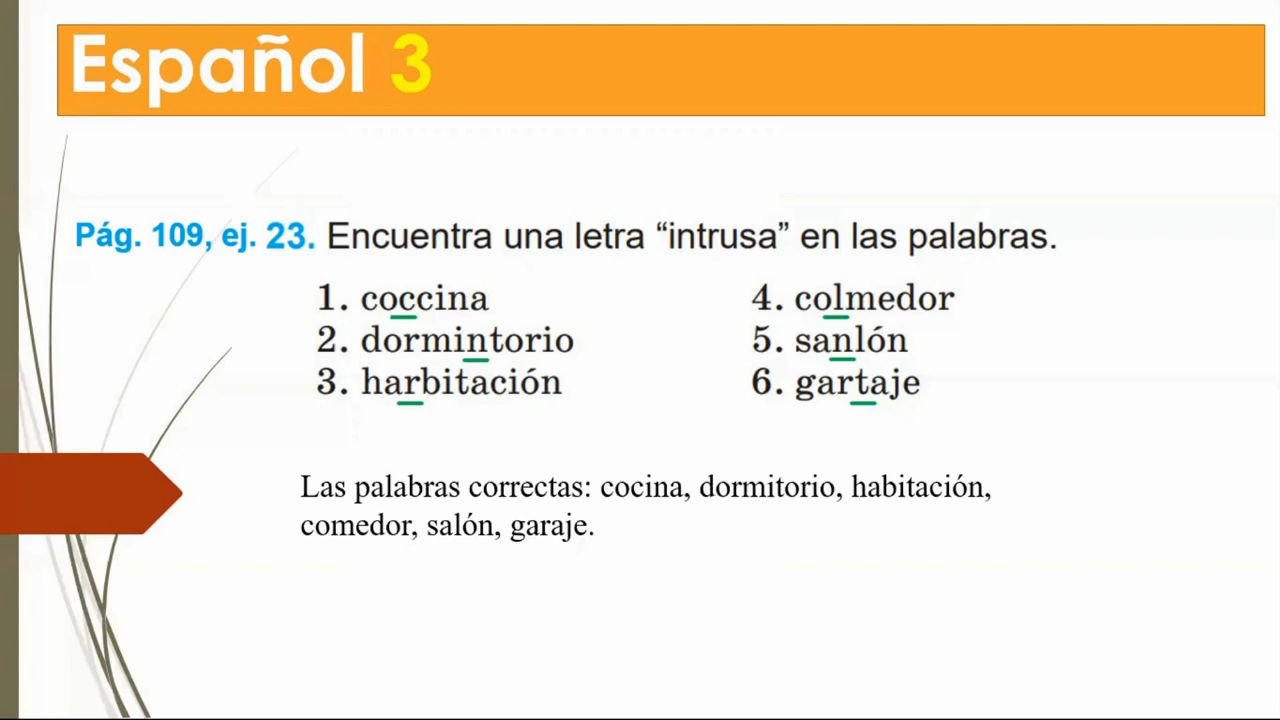 Español 3
Pág. 109, ej. 23. Encuentra una letra “intrusa” en las palabras.
1. coccina
2. dormintorio
3. harbitación
4. colmedor
5. sanlón
6. gartaje
Las palabras correctas: cocina, dormitorio, habitación,
comedor, salón, garaje.